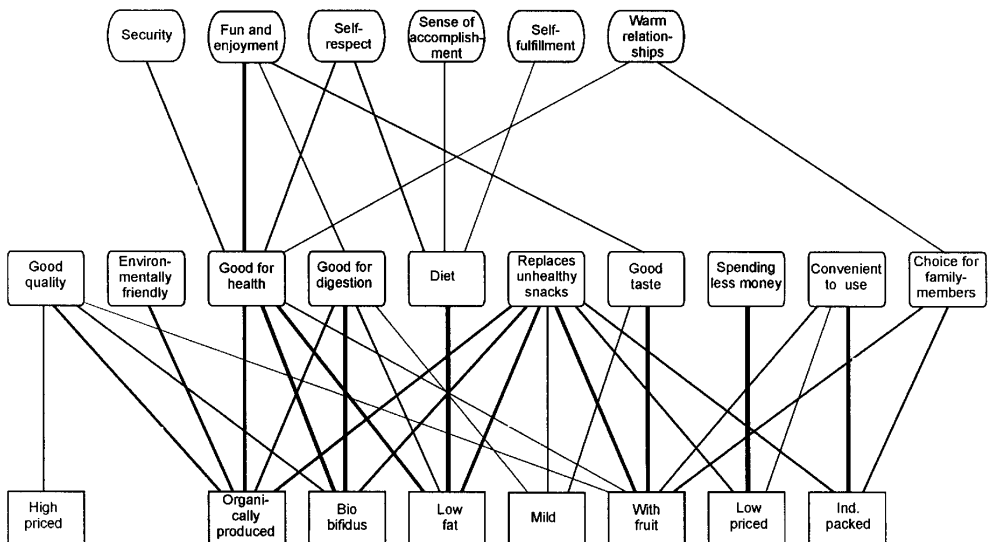 Security
Fun and
enjoyment
Self-
respect
Sense of
accomplish-
ment
Self-
fulfillment
Warm
relation-
ships
Good
quality
Environ-
mentally
friendly
Good for
health
Good for
digestion
Diet
Replaces
unhealthy
snacks
Good
taste
Spending
less money
Convenient
to use
Choice for
family-
members
High
priced
Organi-
cally
produced
Bio
bifidus
Low
fat
Mild
With
fruit
Low
priced
Ind.
packed